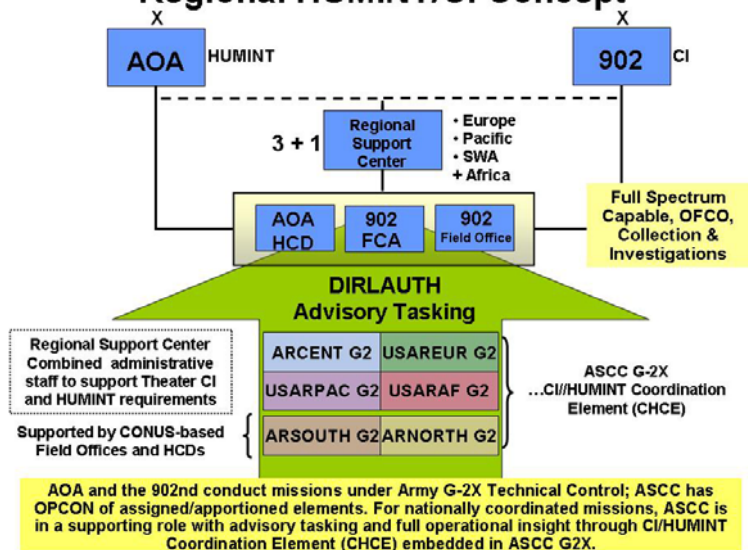 Regional HUMINT/CI Concept
X
X
AOA
HUMINT
902
CI
3 + 1
Regional
Support
Center
• Europe
• Pacific
• SWA
+ Africa
AOA
HCD
902
FCA
902
Field Office
Full Spectrum
Capable, OFCO,
Collection &
Investigations
DIRLAUTH
Advisory Tasking
Regional Support Center
Combined administrative
staff to support Theater CI
and HUMINT requirements
ARCENT G2
USAREUR G2
USARPAC G2
USARAF G2
ASCC G-2X
...CI//HUMINT Coordination
Element (CHCE)
Supported by CONUS-based
Field Offices and HCDs
ARSOUTH G2
ARNORTH G2
AOA and the 902nd conduct missions under Army G-2X Technical Control; ASCC has
OPCON of assigned/apportioned elements. For nationally coordinated missions, ASCC is
in a supporting role with advisory tasking and full operational insight through CI/HUMINT
Coordination Element (CHCE) embedded in ASCC G2X.